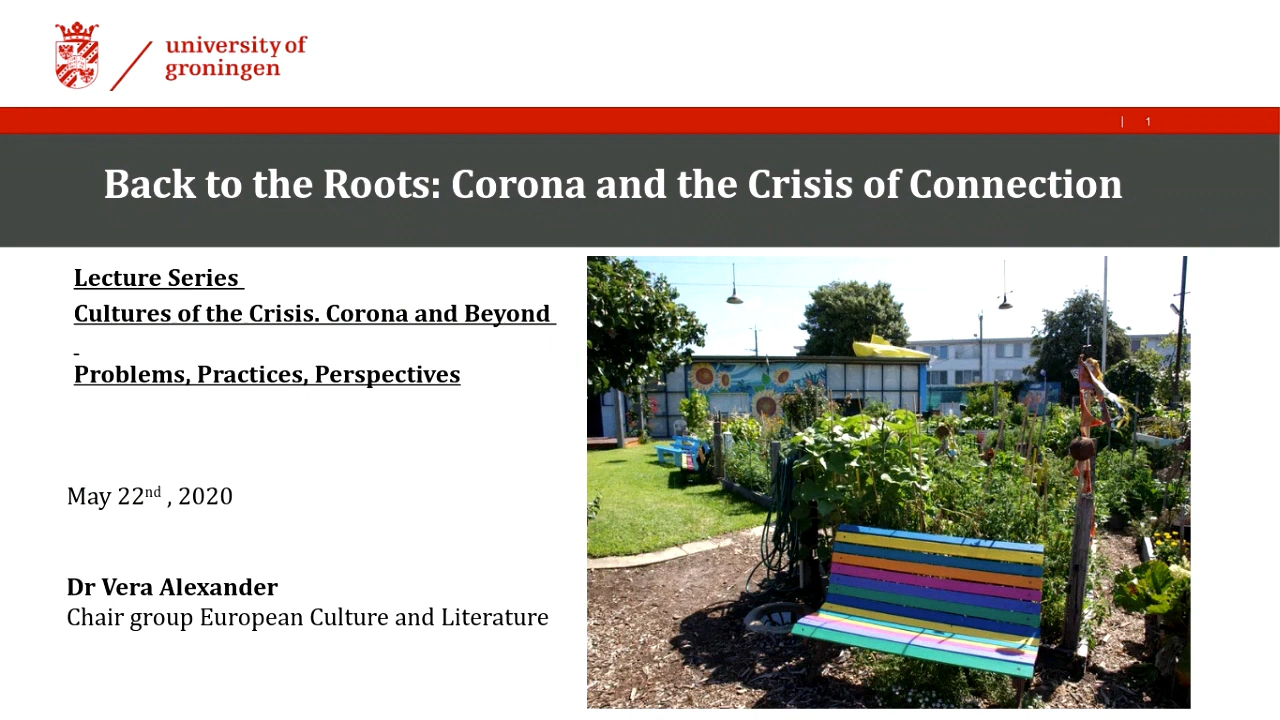 university of
groningen
| 1
Back to the Roots: Corona and the Crisis of Connection
Lecture Series
Cultures of the Crisis. Corona and Beyond
Problems, Practices, Perspectives
May 22nd , 2020
Dr Vera Alexander
Chair group European Culture and Literature